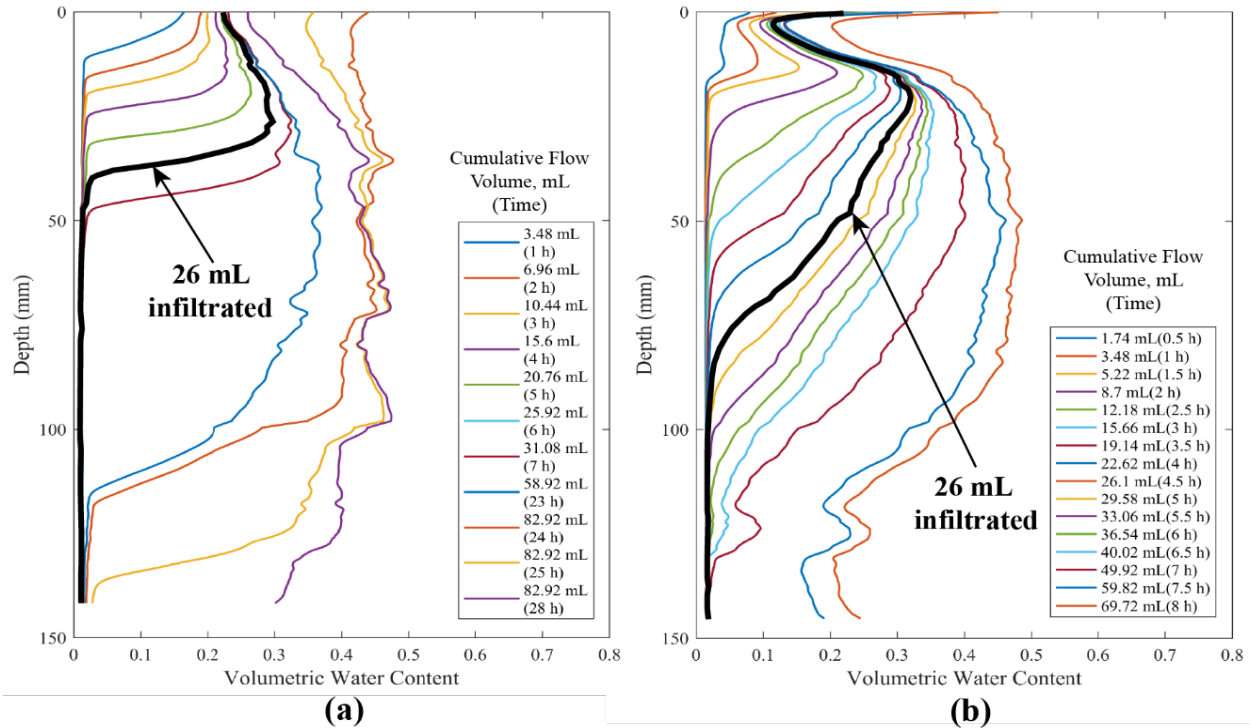 0
50
100
150
Depth (mm)
0
0.1
0.2
0.3
0.4
0.5
0.6
0.7
0.8
Volumetric Water Content
26 mL
infiltrated
Cumulative Flow
Volume, mL
(Time)
3.48 mL
(1 h)
6.96 mL
(2 h)
10.44 mL
(3 h)
15.6 mL
(4 h)
20.76 mL
(5 h)
25.92 mL
(6 h)
31.08 mL
(7 h)
58.92 mL
(23 h)
82.92 mL
(24 h)
82.92 mL
(25 h)
82.92 mL
(28 h)
(a)
0
50
100
150
Depth (mm)
0
0.1
0.2
0.3
0.4
0.5
0.6
0.7
0.8
Volumetric Water Content
26 mL
infiltrated
Cumulative Flow
Volume, mL
(Time)
1.74 mL(0.5 h)
3.48 mL(1 h)
5.22 mL(1.5 h)
8.7 mL(2 h)
12.18 mL(2.5 h)
15.66 mL(3 h)
19.14 mL(3.5 h)
22.62 mL(4 h)
26.1 mL(4.5 h)
29.58 mL(5 h)
33.06 mL(5.5 h)
36.54 mL(6 h)
40.02 mL(6.5 h)
49.92 mL(7 h)
59.82 mL(7.5 h)
69.72 mL(8 h)
(b)